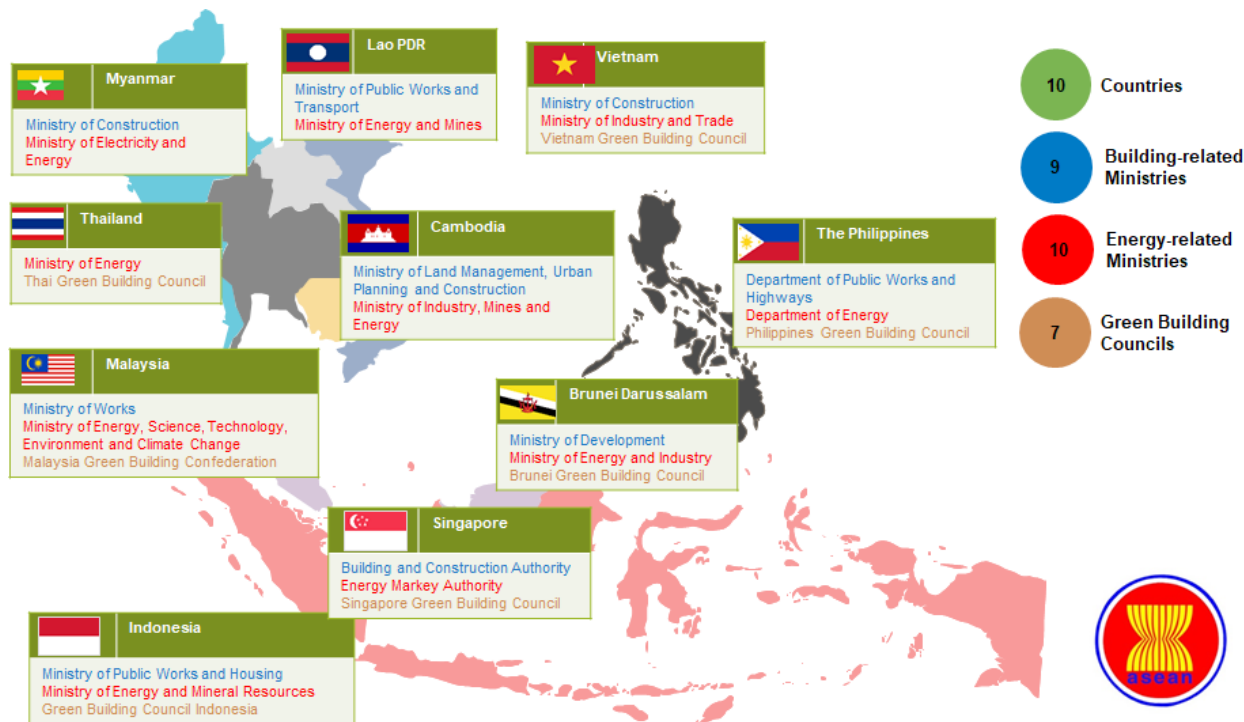 Lao PDR
Ministry of Public Works and
Transport
Ministry of Energy and Mines
Vietnam
Ministry of Construction
Ministry of Industry and Trade
Vietnam Green Building Council
Myanmar
Ministry of Construction
Ministry of Electricity and
Energy
Thailand
Ministry of Energy
Thai Green Building Council
Cambodia
Ministry of Land Management, Urban
Planning and Construction
Ministry of Industry, Mines and
Energy
The Philippines
Department of Public Works and
Highways
Department of Energy
Philippines Green Building Council
Malaysia
Ministry of Works
Ministry of Energy, Science, Technology,
Environment and Climate Change
Malaysia Green Building Confederation
Brunei Darussalam
Ministry of Development
Ministry of Energy and Industry
Brunei Green Building Council
Singapore
Building and Construction Authority
Energy Markey Authority
Singapore Green Building Council
Indonesia
Ministry of Public Works and Housing
Ministry of Energy and Mineral Resources
Green Building Council Indonesia
10
Countries
9
Building-related
Ministries
10
Energy-related
Ministries
7
Green Building
Councils
asean